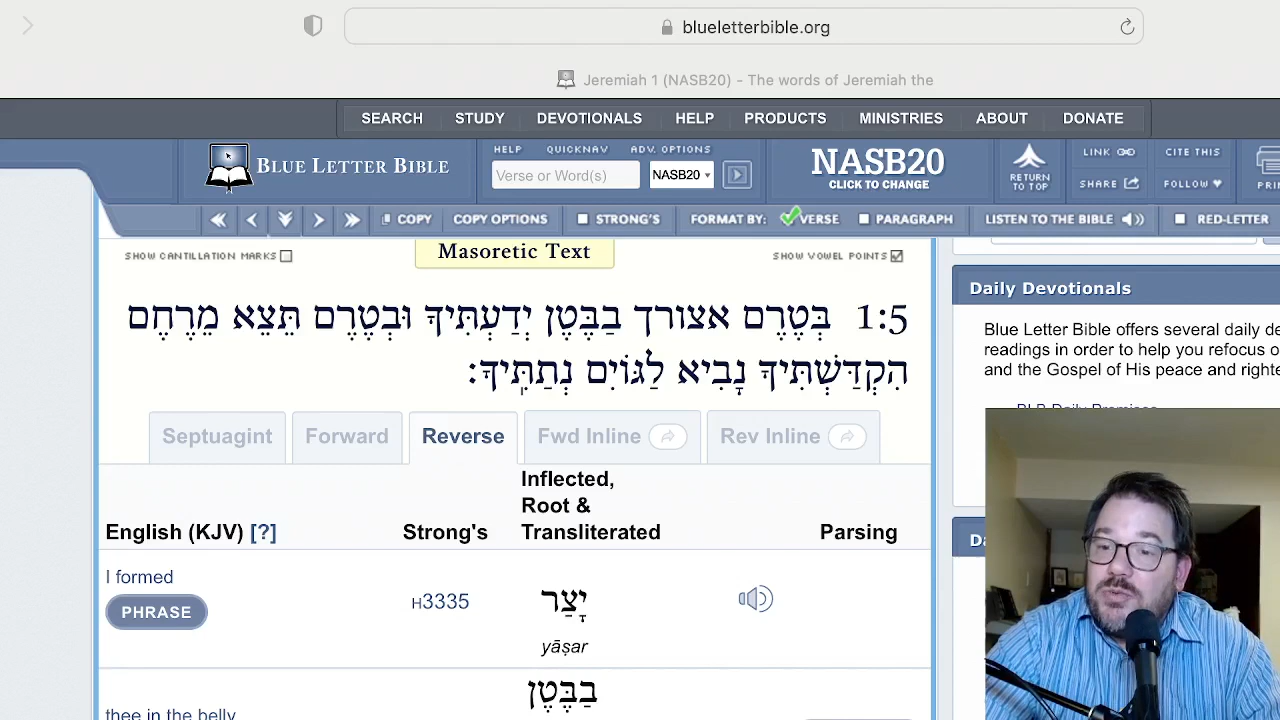 blueletterbible.org
Jeremiah 1 (NASB20) - The words of Jeremiah the
SEARCH STUDY DEVOTIONALS HELP PRODUCTS MINISTRIES ABOUT DONATE
BLUE LETTER BIBLE
HELP QUICKNAV ADV. OPTIONS
Verse or Word(s) NASB20
NASB20
CLICK TO CHANGE
RETURN
TO TOP
LINK CITE THIS
SHARE FOLLOW
COPY COPY OPTIONS STRONG'S FORMAT BY: VERSE PARAGRAPH LISTEN TO THE BIBLE RED-LETTER
SHOW CANTILLATION MARKS Masoretic Text SHOW VOWEL POINTS
1:5 בְּטֶרֶם אצורך בַבֶּטֶן יְדַעְתִּיךָ וּבְטֶרֶם תֵּצֵא מֵרֶחֶם
הִקְדַּשְׁתִּיךָ נָבִיא לַגּוֹיִם נְתַתִּֽיךָ׃
Septuagint Forward Reverse Fwd Inline Rev Inline
English (KJV) [?] Strong's Inflected,
Root &
Transliterated Parsing
I formed
PHRASE
H3335
יָצַר
yāṣar
בַבֶּטֶן
thee in the belly
Daily Devotionals
Blue Letter Bible offers several daily de
readings in order to help you refocus o
and the Gospel of His peace and righte
BLB Daily Promises